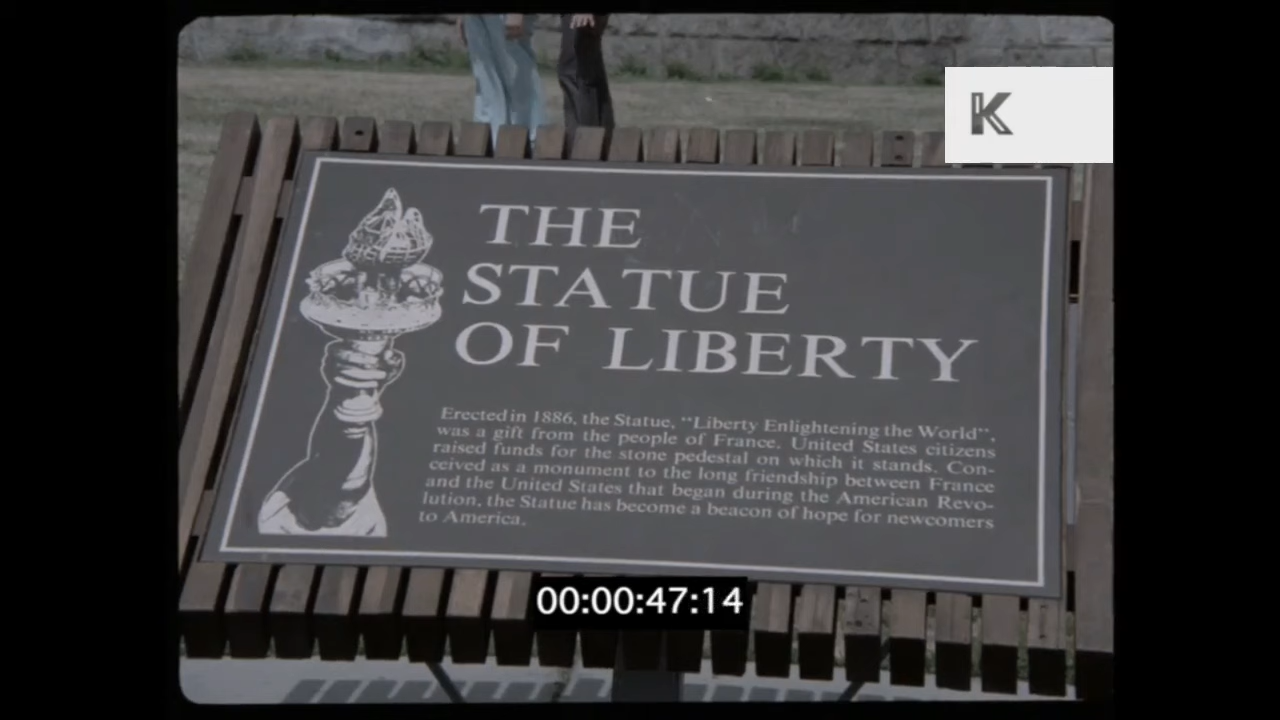 K
THE
STATUE
OF LIBERTY
Erected in 1886, the Statue, “Liberty Enlightening the World”,
was a gift from the people of France. United States citizens
raised funds for the stone pedestal on which it stands. Con-
ceived as a monument to the long friendship between France
and the United States that began during the American Revo-
lution, the Statue has become a beacon of hope for newcomers
to America.
00:00:47:14